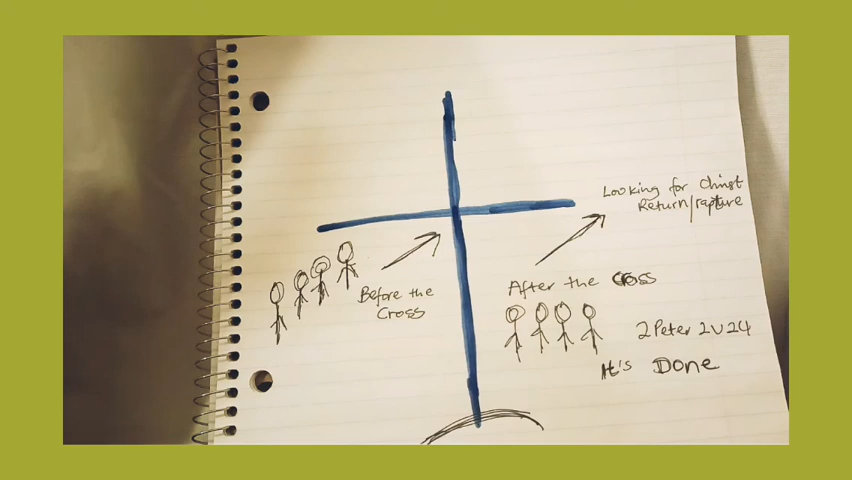 Looking for Christ
Return/rapture
Before the
Cross
After the Cross
2 Peter 2v24
It's Done